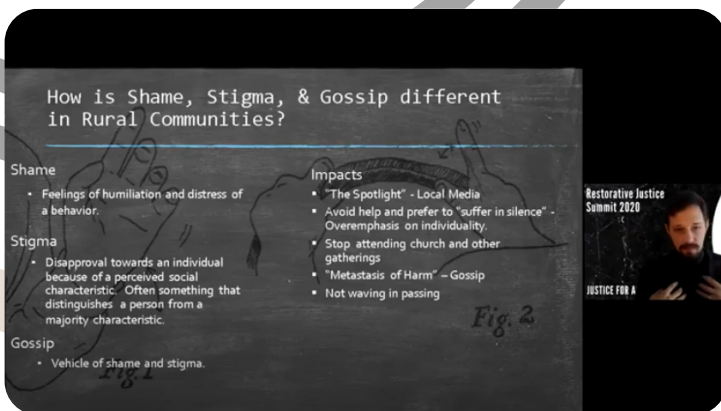 How is Shame, Stigma, & Gossip different
in Rural Communities?
Shame
▪ Feelings of humiliation and distress of
a behavior.
Stigma
▪ Disapproval towards an individual
because of a perceived social
characteristic. Often something that
distinguishes a person from a
majority characteristic.
Gossip
▪ Vehicle of shame and stigma.
Fig. 1
Impacts
▪ "The Spotlight" - Local Media
▪ Avoid help and prefer to "suffer in silence" -
Overemphasis on individuality.
▪ Stop attending church and other
gatherings
▪ "Metastasis of Harm" – Gossip
▪ Not waving in passing
Fig. 2
Restorative Justice
Summit 2020
JUSTICE FOR A